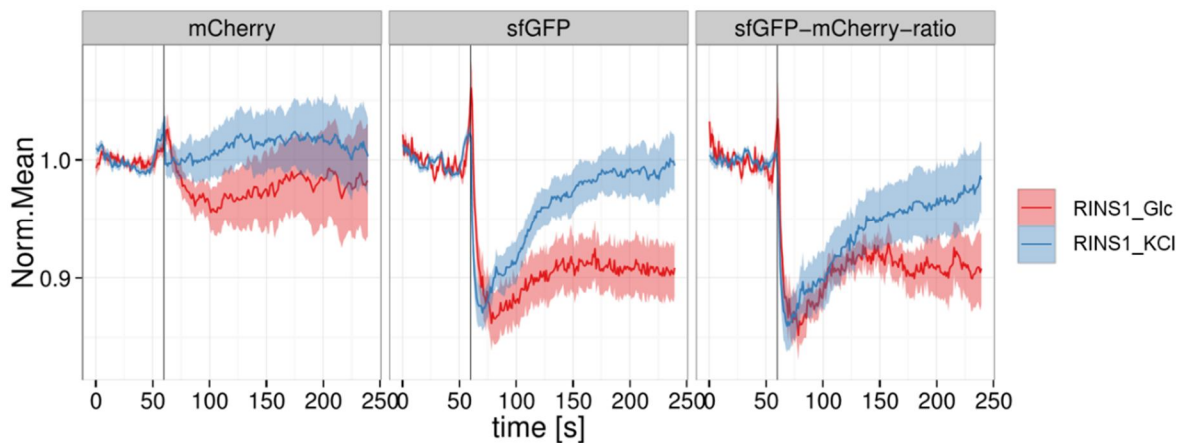 mCherry sfGFP sfGFP-mCherry-ratio
Norm.Mean
1.0
0.9
0 50 100 150 200 250 0 50 100 150 200 250 0 50 100 150 200 250
time [s]
RINS1_Glc
RINS1_KCl